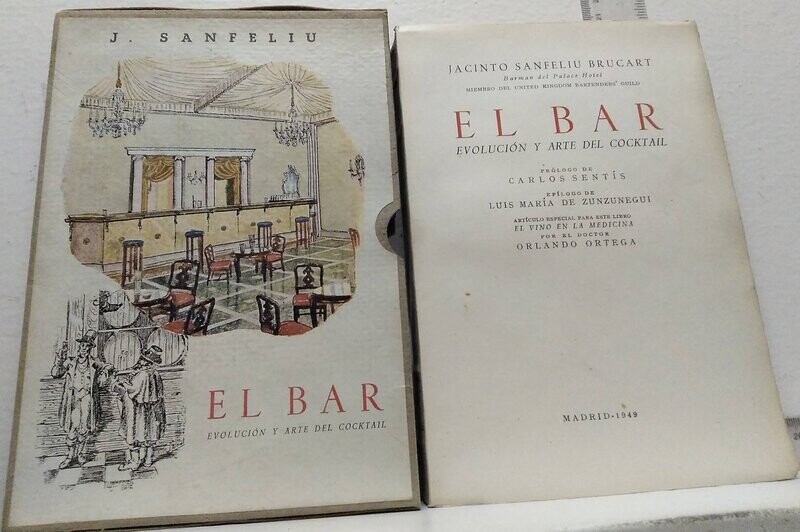 J. SANFELIU
EL BAR
EVOLUCIÓN Y ARTE DEL COCKTAIL
JACINTO SANFELIU BRUCART
Barman del Palace Hotel
MIEMBRO DEL UNITED KINGDOM BARTENDERS' GUILD
EL BAR
EVOLUCIÓN Y ARTE DEL COCKTAIL
PRÓLOGO DE
CARLOS SENTÍS
EPÍLOGO DE
LUIS MARÍA DE ZUNZUNEGUI
ARTÍCULO ESPECIAL PARA ESTE LIBRO
EL VINO EN LA MEDICINA
POR EL DOCTOR
ORLANDO ORTEGA
MADRID-1949